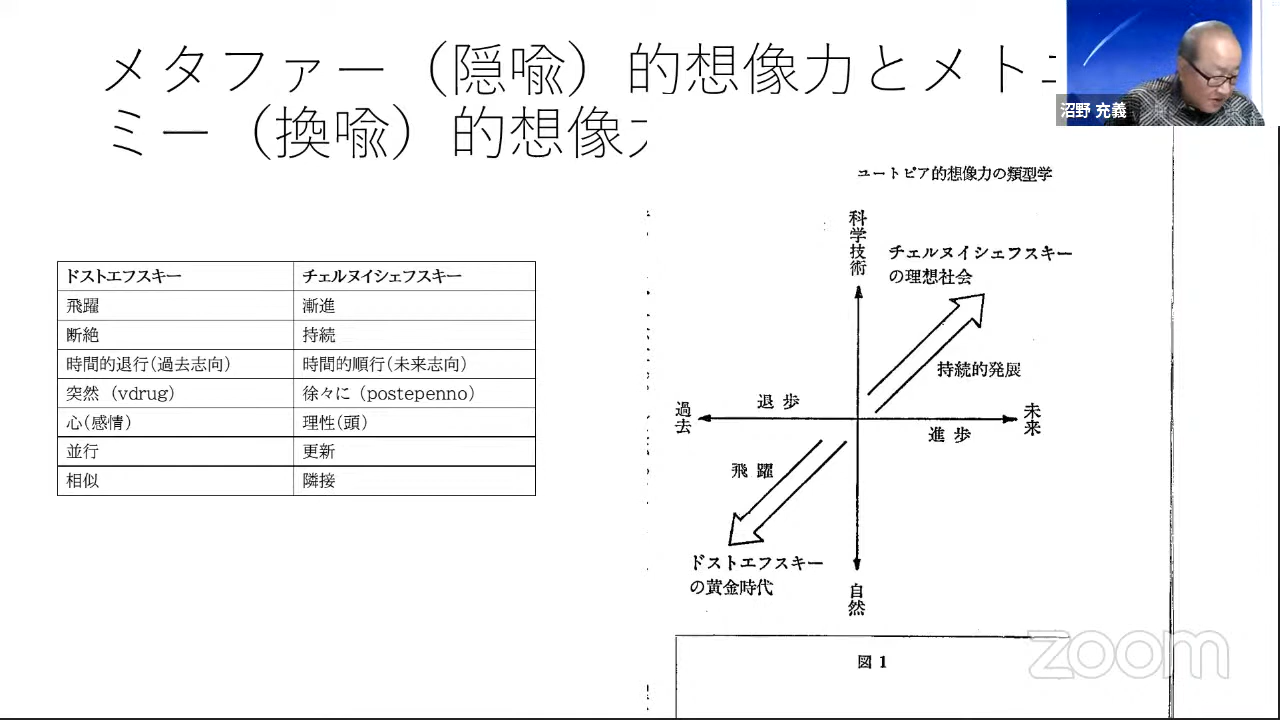 メタファー（隠喩）的想像力とメトニ
ミー（換喩）的想像
沼野 充義
ドストエフスキー チェルヌイシェフスキー
飛躍 漸進
断絶 持続
時間的退行(過去志向) 時間的順行(未来志向)
突然（vdrug） 徐々に（postepenno）
心(感情) 理性(頭)
並行 更新
相似 隣接
ユートピア的想像力の類型学
科学技術
チェルヌイシェフスキー
の理想社会
持続的発展
過去
退歩
未来
進歩
飛躍
ドストエフスキー
の黄金時代
自然
図1
zoom